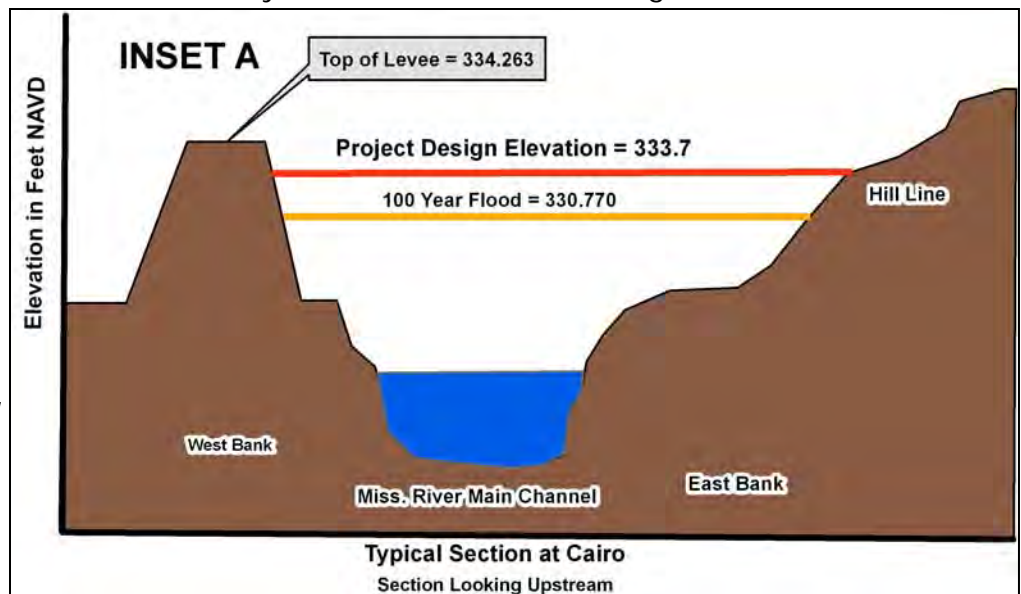 INSET A
Top of Levee = 334.263
Elevation in Feet NAVD
Project Design Elevation = 333.7
100 Year Flood = 330.770
Hill Line
West Bank
East Bank
Miss. River Main Channel
Typical Section at Cairo
Section Looking Upstream